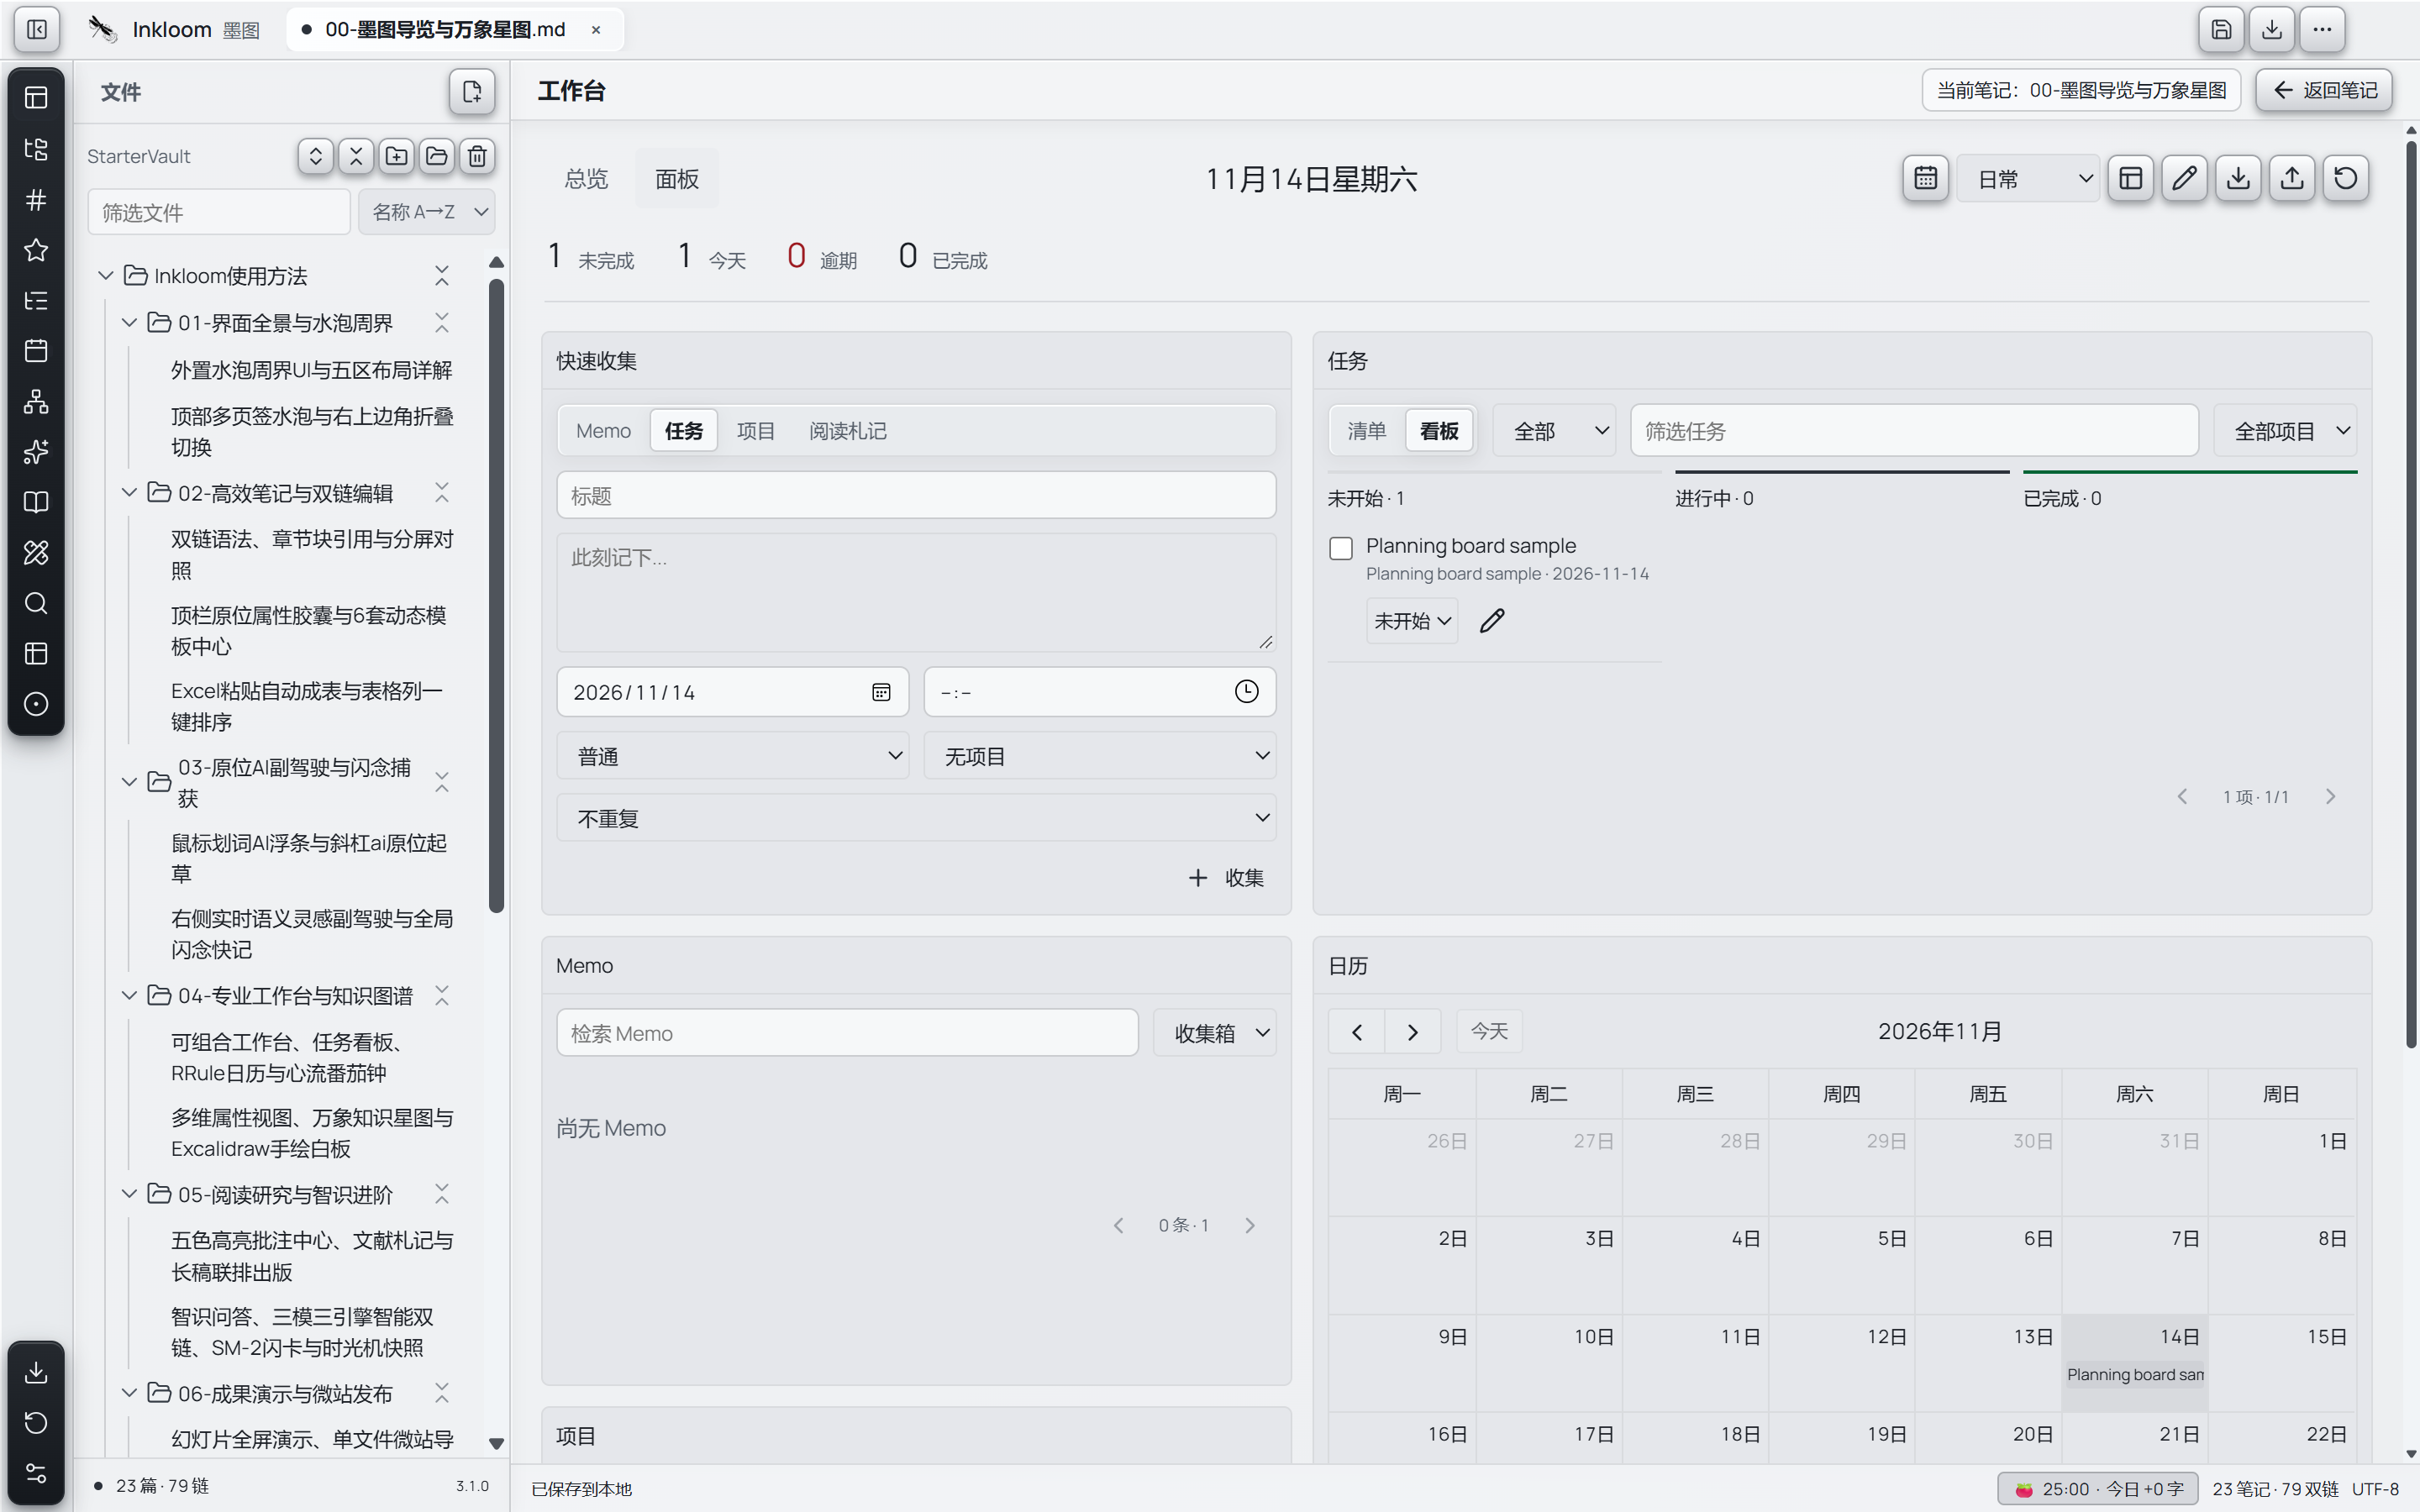 Inkloom 墨图
00-墨图导览与万象星图.md
文件
工作台
当前笔记：00-墨图导览与万象星图
返回笔记
StarterVault
筛选文件
名称 A→Z
Inkloom使用方法
01-界面全景与水泡周界
外置水泡周界UI与五区布局详解
顶部多页签水泡与右上边角折叠
切换
02-高效笔记与双链编辑
双链语法、章节块引用与分屏对
照
顶栏原位属性胶囊与6套动态模
板中心
Excel粘贴自动成表与表格列一
键排序
03-原位AI副驾驶与闪念捕
获
鼠标划词AI浮条与斜杠ai原位起
草
右侧实时语义灵感副驾驶与全局
闪念快记
04-专业工作台与知识图谱
可组合工作台、任务看板、
RRule日历与心流番茄钟
多维属性视图、万象知识星图与
Excalidraw手绘白板
05-阅读研究与智识进阶
五色高亮批注中心、文献札记与
长稿联排出版
智识问答、三模三引擎智能双
链、SM-2闪卡与时光机快照
06-成果演示与微站发布
幻灯片全屏演示、单文件微站导
23 篇 · 79 链
3.1.0
总览
面板
11月14日星期六
日常
1 未完成
1 今天
0 逾期
0 已完成
快速收集
Memo
任务
项目
阅读札记
标题
此刻记下...
2026/11/14
--:--
普通
无项目
不重复
收集
任务
清单
看板
全部
筛选任务
全部项目
未开始 · 1
进行中 · 0
已完成 · 0
Planning board sample
Planning board sample · 2026-11-14
未开始
1 项 · 1/1
Memo
检索 Memo
收集箱
尚无 Memo
0 条 · 1
项目
日历
今天
2026年11月
周一 周二 周三 周四 周五 周六 周日
26日 27日 28日 29日 30日 31日 1日
2日 3日 4日 5日 6日 7日 8日
9日 10日 11日 12日 13日 14日 15日
Planning board sam
16日 17日 18日 19日 20日 21日 22日
已保存到本地
25:00 · 今日 +0 字
23 笔记 · 79 双链
UTF-8